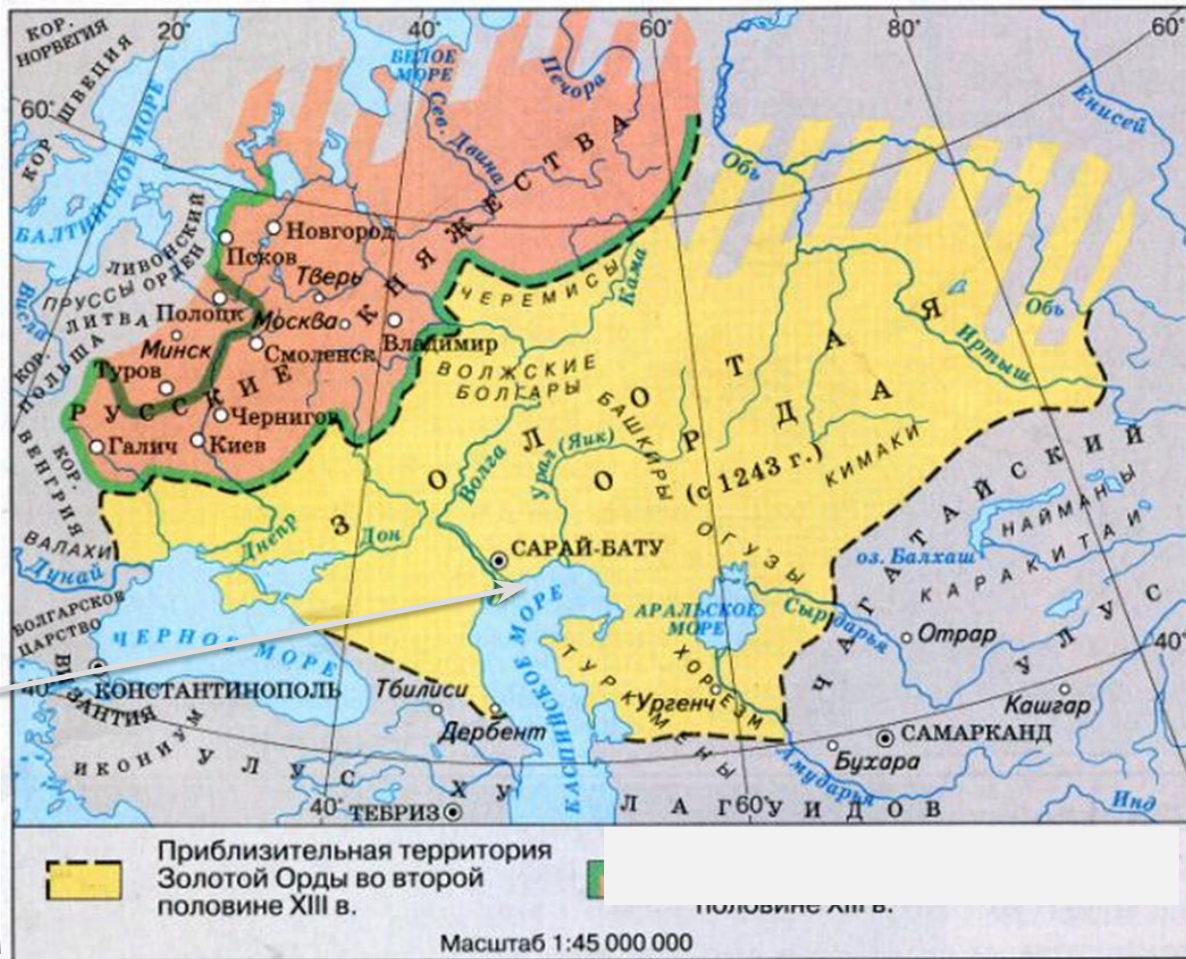 20°
40°
60°
80°
60°
КОР.
НОРВЕГИЯ
КОР. ШВЕЦИЯ
60°
БЕЛОЕ
МОРЕ
Печора
Сев. Двина
Енисей
Обь
БАЛТИЙСКОЕ МОРЕ
Новгород
Псков
ЛИВОНСКИЙ
ОРДЕН
ПРУССЫ
ЛИТВА
Висла
Тверь
Полоцк
Москва
Минск
Смоленск
Владимир
КОР.
ПОЛЬША
Туров
РУССКИЕ КНЯЖЕСТВА
Чернигов
Галич
Киев
ЧЕРЕМИСЫ
Кама
ВОЛЖСКИЕ
БОЛГАРЫ
БАШКИРЫ
Обь
Иртыш
ЗОЛОТАЯ
ОРДА
(с 1243 г.)
КИМАКИ
Волга
Урал (Яик)
КОР.
ВЕНГРИЯ
ВАЛАХИ
Дунай
Днепр
Дон
САРАЙ-БАТУ
ОГУЗЫ
оз. Балхаш
НАЙМАНЫ
КАРАКИТАИ
ЧАГАТАЙСКИЙ
УЛУС
БОЛГАРСКОЕ
ЦАРСТВО
ЧЕРНОЕ МОРЕ
АРАЛЬСКОЕ
МОРЕ
Сырдарья
Отрар
40°
40°
ВИЗАНТИЯ
КОНСТАНТИНОПОЛЬ
Тбилиси
Дербент
КАСПИЙСКОЕ МОРЕ
ТУРКМЕНЫ
ХОРЕЗМ
Ургенч
Кашгар
САМАРКАНД
Бухара
Амударья
Инд
ИКОНИУМ
УЛУС ХУЛАГУИДОВ
40°
60°
ТЕБРИЗ
Приблизительная территория
Золотой Орды во второй
половине XIII в.
половине XIII в.
Масштаб 1:45 000 000